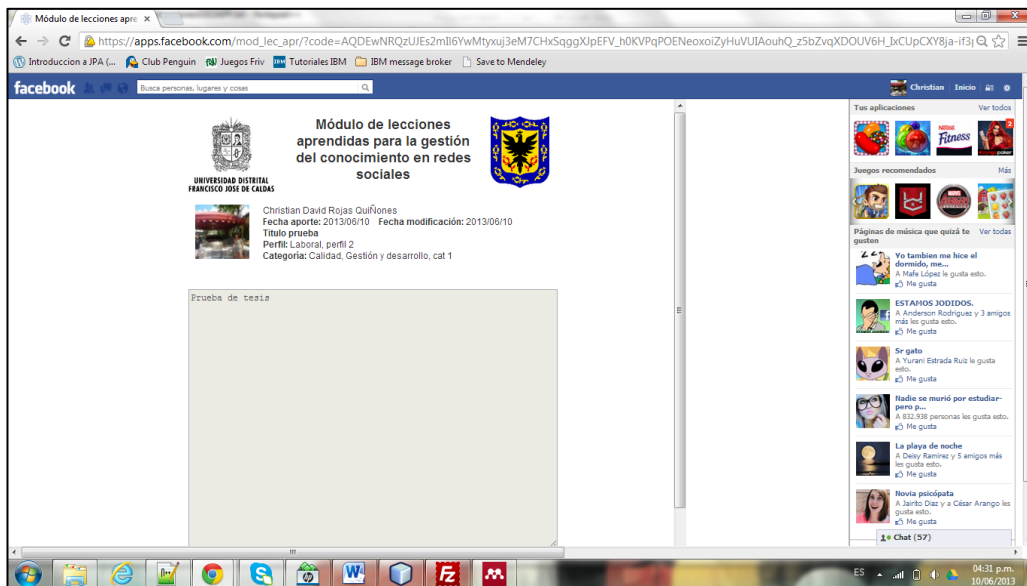 Módulo de lecciones apre
https://apps.facebook.com/mod_lec_apr/?code=AQDEwNRQzUJEs2mIl6YwMtyxuj3eM7CHxSqggXJpEFV_h0KVPqPOENeoxoiZyHuVUIAouhQ_z5bZvqXDOUV6H_IxCUpCXY8ja-if3j
Introduccion a JPA (...
Club Penguin
Juegos Friv
Tutoriales IBM
IBM message broker
Save to Mendeley
facebook
Busca personas, lugares y cosas
Christian
Inicio
Módulo de lecciones
aprendidas para la gestión
del conocimiento en redes
sociales
UNIVERSIDAD DISTRITAL
FRANCISCO JOSE DE CALDAS
Christian David Rojas QuiÑones
Fecha aporte: 2013/06/10 Fecha modificación: 2013/06/10
Titulo prueba
Perfil: Laboral, perfil 2
Categoria: Calidad, Gestión y desarrollo, cat 1
Prueba de tesis
Tus aplicaciones
Ver todos
Fitness
2
poker
Juegos recomendados
Más
Páginas de música que quizá te
gusten
Ver todas
Yo tambien me hice el
dormido, me...
A Mafe López le gusta esto.
Me gusta
ESTAMOS JODIDOS.
A Anderson Rodriguez y 3 amigos
más les gusta esto.
Me gusta
Sr gato
A Yurani Estrada Ruiz le gusta
esto.
Me gusta
Nadie se murió por estudiar-
pero p...
A 832.938 personas les gusta esto.
Me gusta
La playa de noche
A Deisy Ramirez y 5 amigos más
les gusta esto.
Me gusta
Novia psicópata
A Jairito Diaz y a César Arango les
gusta esto.
Me gusta
Chat (57)
ES
04:31 p.m.
10/06/2013